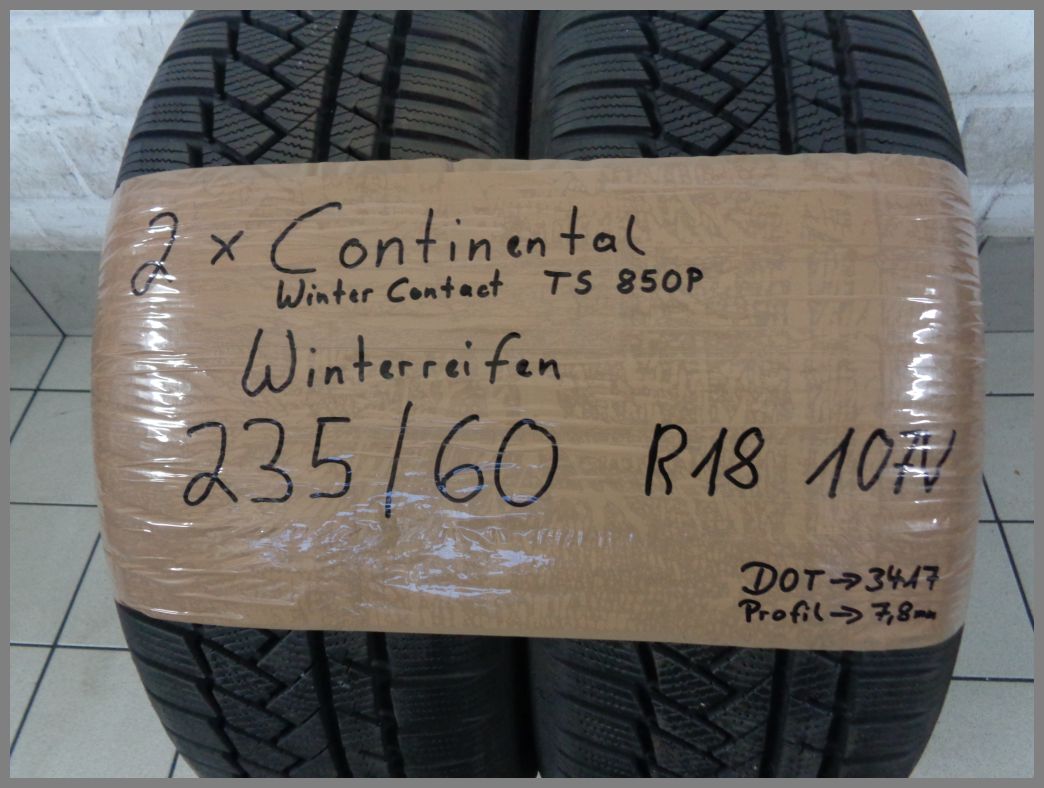 2 x Continental
Winter Contact TS 850P
Winterreifen
235/60 R18 107V
DOT → 3417
Profil → 7,8mm